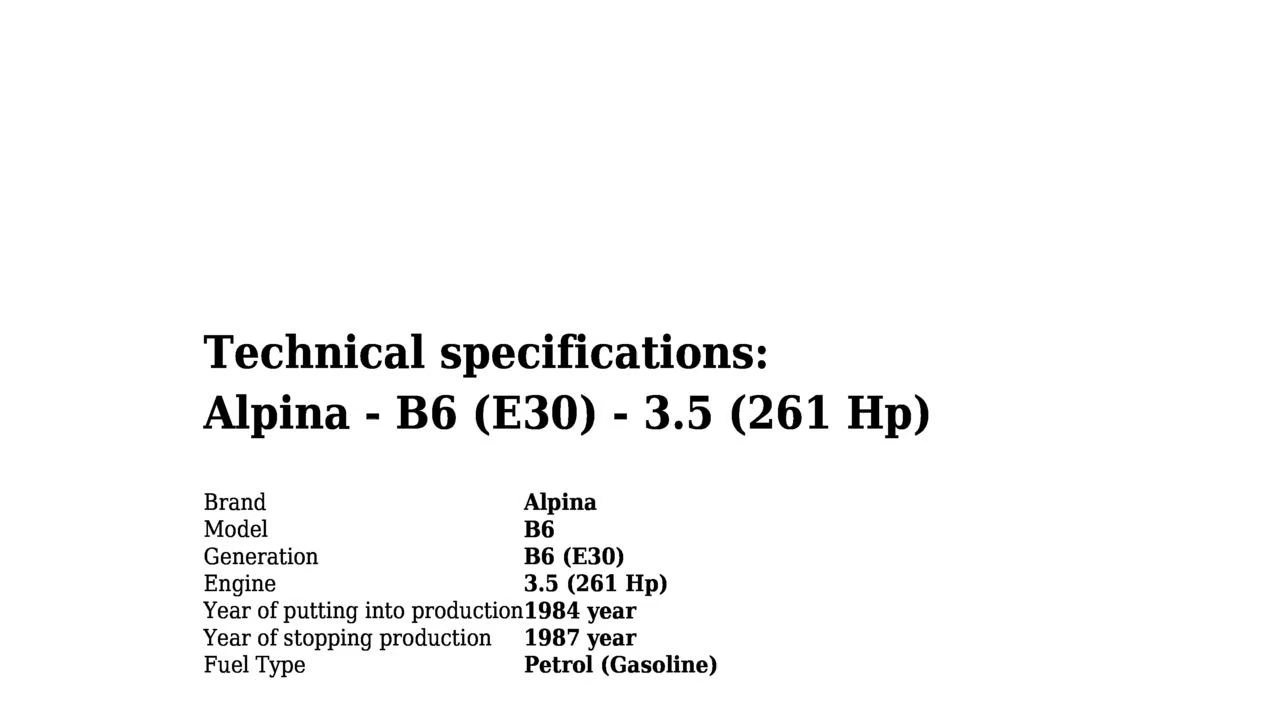 Technical specifications:
Alpina - B6 (E30) - 3.5 (261 Hp)
Brand Alpina
Model B6
Generation B6 (E30)
Engine 3.5 (261 Hp)
Year of putting into production 1984 year
Year of stopping production 1987 year
Fuel Type Petrol (Gasoline)